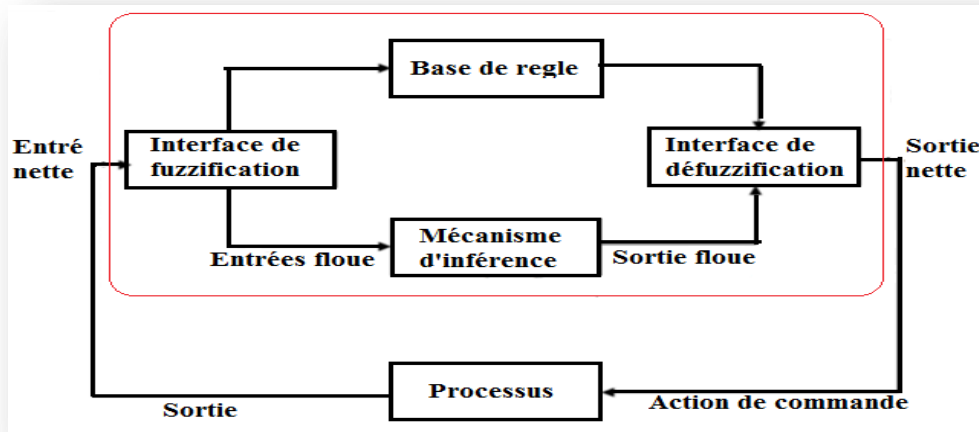 Base de regle
Entré
nette
Interface de
fuzzification
Interface de
défuzzification
Sortie
nette
Mécanisme
d'inférence
Entrées floue
Sortie floue
Processus
Sortie
Action de commande